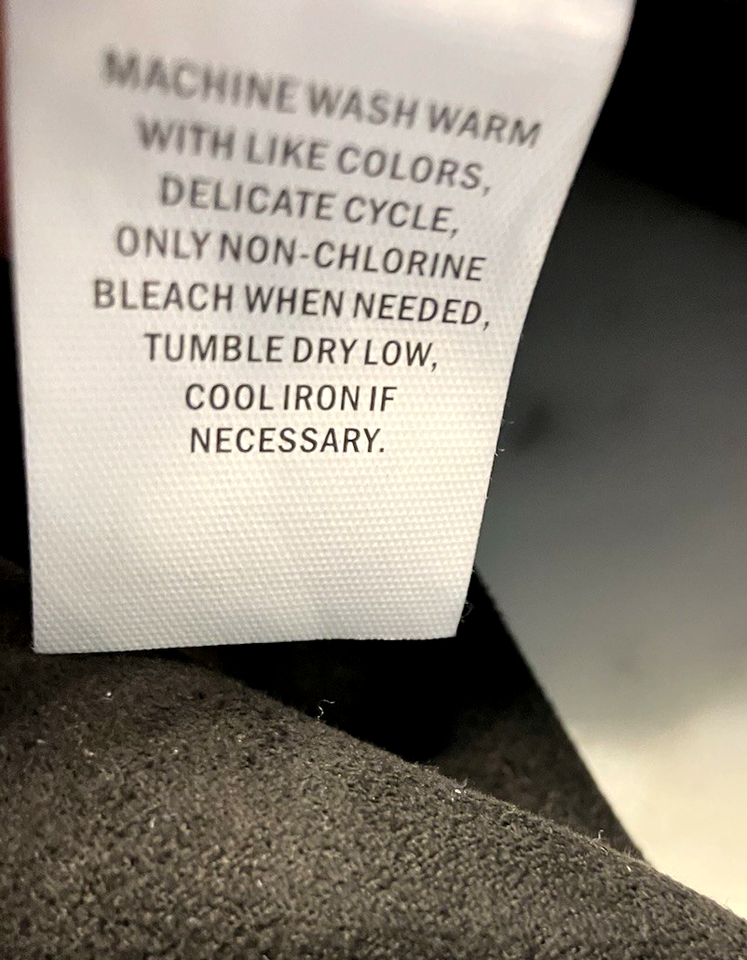 MACHINE WASH WARM
WITH LIKE COLORS,
DELICATE CYCLE,
ONLY NON-CHLORINE
BLEACH WHEN NEEDED,
TUMBLE DRY LOW,
COOL IRON IF
NECESSARY.